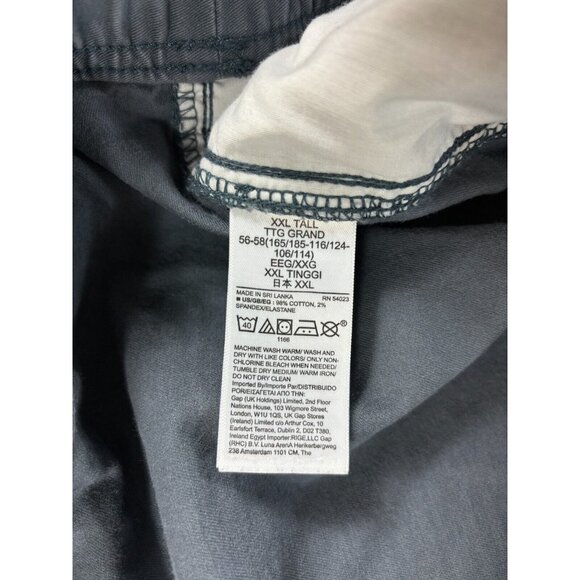 XXL TALL
TTG GRAND
56-58(165/185-116/124-
106/114)
EEG/XXG
XXL TINGGI
日本 XXL
MADE IN SRI LANKA RN 54023
■ US/GB/EG : 98% COTTON, 2%
SPANDEX/ELASTANE
40
1166
MACHINE WASH WARM/ WASH AND
DRY WITH LIKE COLORS/ ONLY NON-
CHLORINE BLEACH WHEN NEEDED/
TUMBLE DRY MEDIUM/ WARM IRON/
DO NOT DRY CLEAN
Imported By/Importado Par/DISTRIBUIDO
POR/ΕΙΣΑΓΕΤΑΙ ΑΠΟ ΤΗΝ:
Gap (UK Holdings) Limited, 2nd Floor
Nations House, 103 Wigmore Street,
London, W1U 1QS, UK/Gap Stores
(Ireland) Limited c/o Arthur Cox, 10
Earlsfort Terrace, Dublin 2, D02 T380,
Ireland Egypt Importer:RIGE,LLC Gap
(RHC) B.V. Luna ArenA Herikerbergweg
238 Amsterdam 1101 CM, The